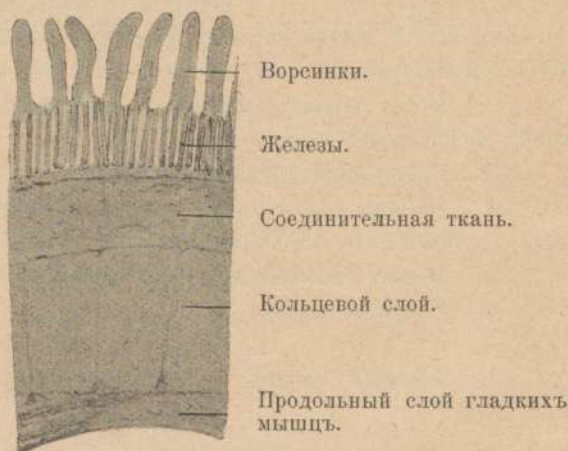 Ворсинки.
Железы.
Соединительная ткань.
Кольцевой слой.
Продольный слой гладкихъ
мышцъ.